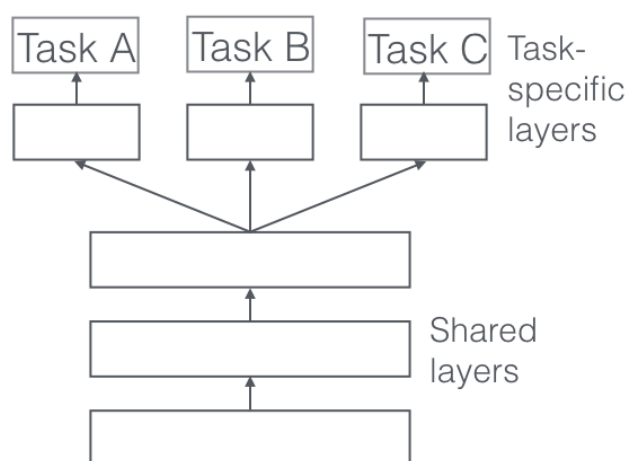 Task A
Task B
Task C
Task-
specific
layers
Shared
layers